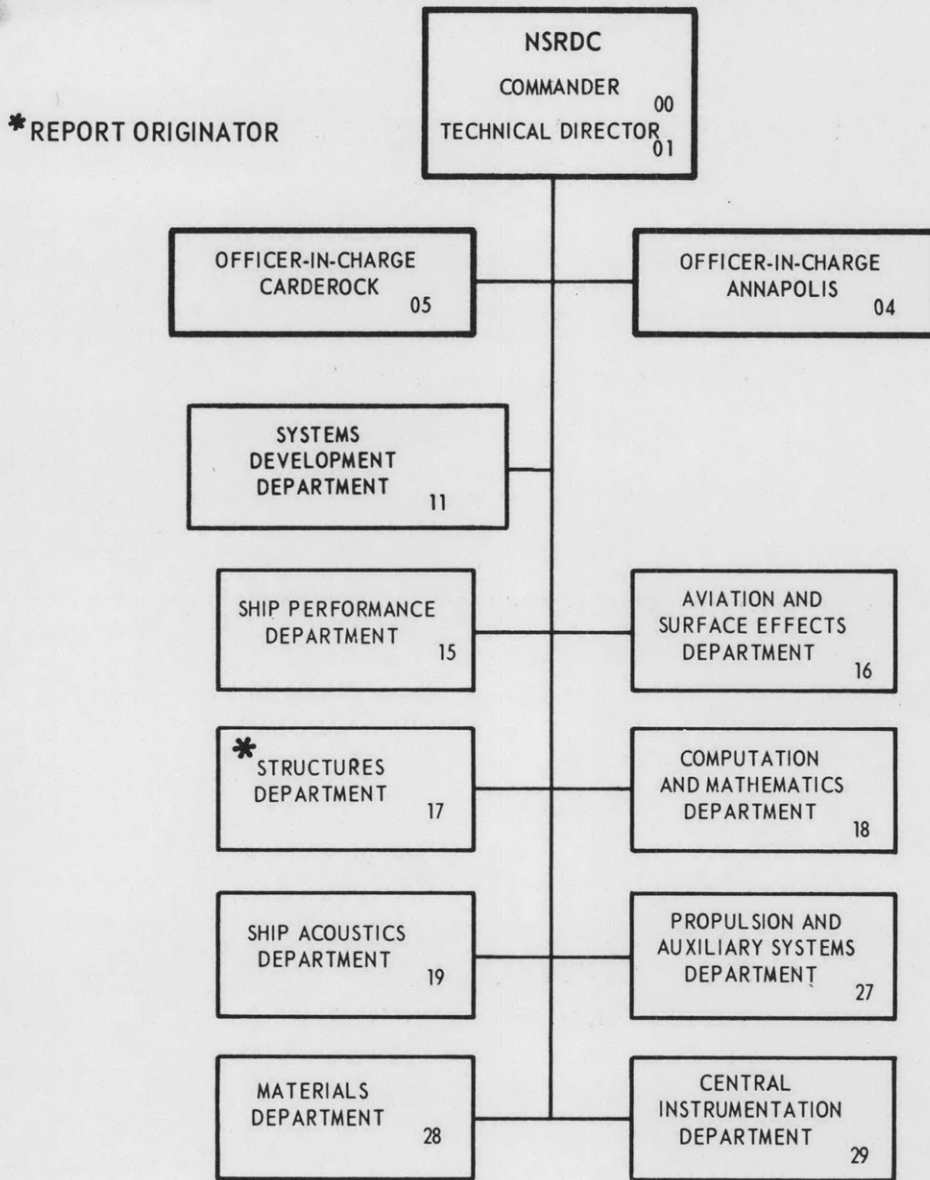 NSRDC
COMMANDER
00
TECHNICAL DIRECTOR
01
*REPORT ORIGINATOR
OFFICER-IN-CHARGE
CARDEROCK
05
OFFICER-IN-CHARGE
ANNAPOLIS
04
SYSTEMS
DEVELOPMENT
DEPARTMENT
11
SHIP PERFORMANCE
DEPARTMENT
15
AVIATION AND
SURFACE EFFECTS
DEPARTMENT
16
*
STRUCTURES
DEPARTMENT
17
COMPUTATION
AND MATHEMATICS
DEPARTMENT
18
SHIP ACOUSTICS
DEPARTMENT
19
PROPULSION AND
AUXILIARY SYSTEMS
DEPARTMENT
27
MATERIALS
DEPARTMENT
28
CENTRAL
INSTRUMENTATION
DEPARTMENT
29